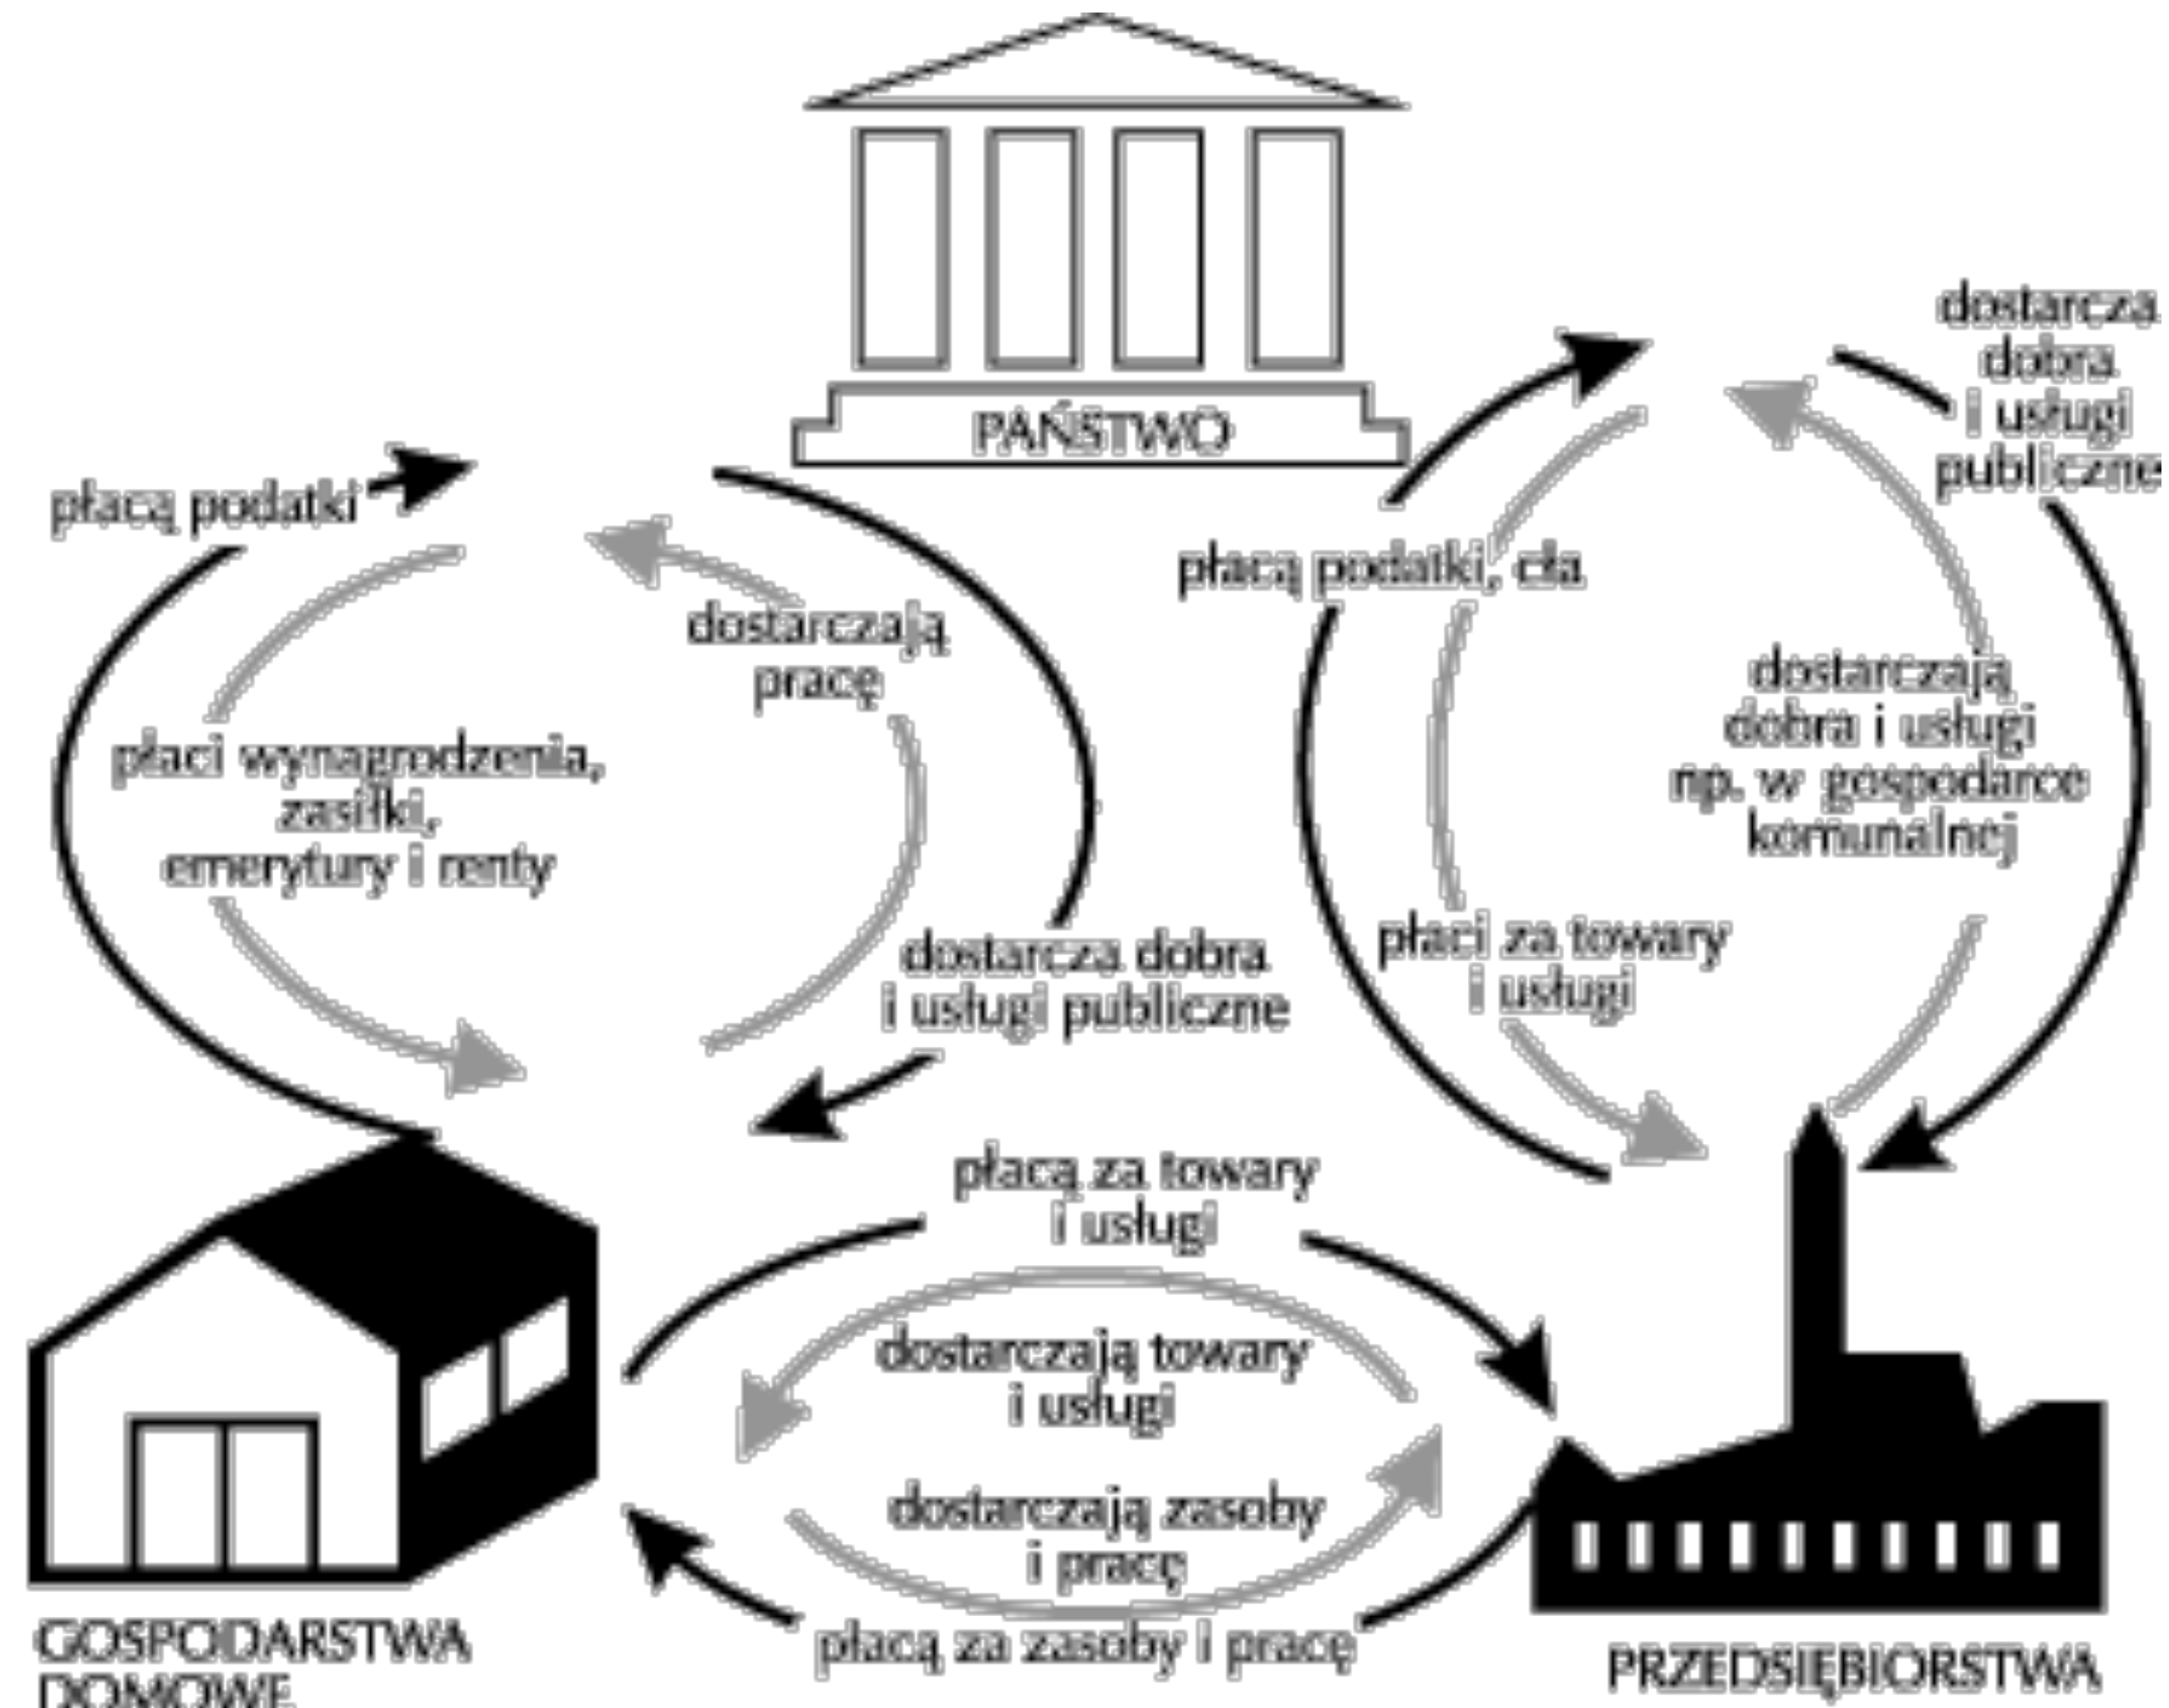 PAŃSTWO
płacą podatki
dostarczają
pracę
płaci wynagrodzenia,
zasiłki,
emerytury i renty
dostarcza dobra
i usługi publiczne
dostarcza
dobra
i usługi
publiczne
płacą podatki, cła
dostarczają
dobra i usługi
np. w gospodarce
komunalnej
płaci za towary
i usługi
płacą za towary
i usługi
dostarczają towary
i usługi
dostarczają zasoby
i pracę
płacą za zasoby i pracę
GOSPODARSTWA
DOMOWE
PRZEDSIĘBIORSTWA